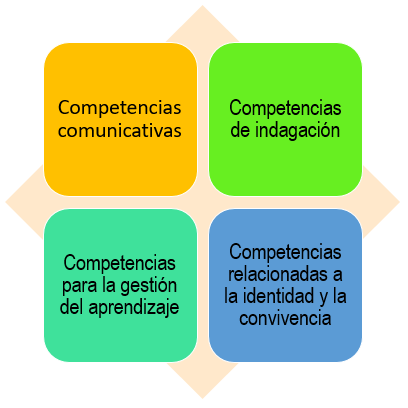 Competencias
comunicativas
Competencias
de indagación
Competencias
para la gestión
del aprendizaje
Competencias
relacionadas a
la identidad y la
convivencia